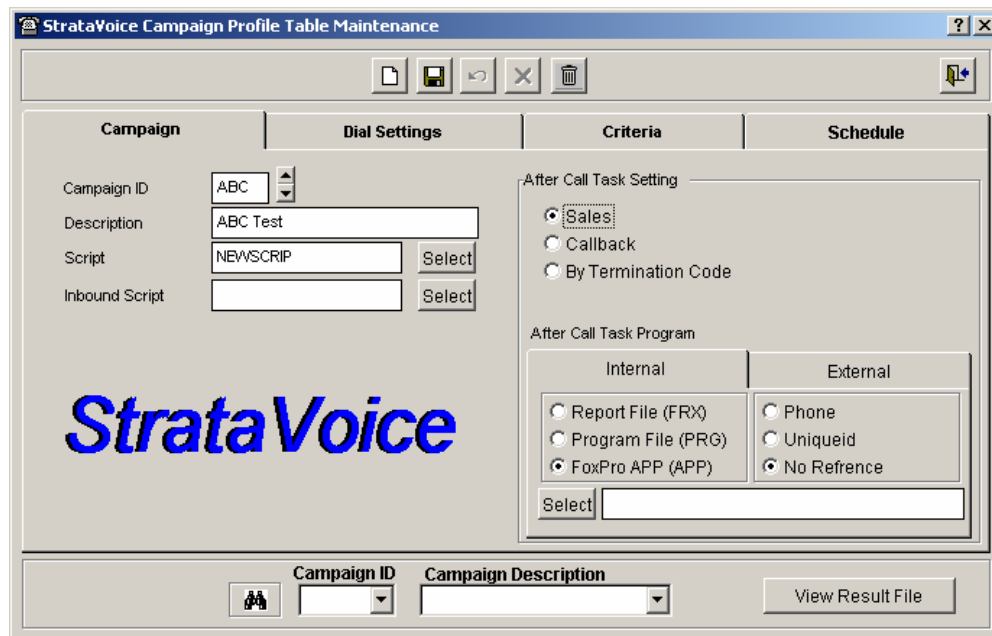 StrataVoice Campaign Profile Table Maintenance
Campaign
Dial Settings
Criteria
Schedule
Campaign ID
ABC
Description
ABC Test
Script
NEWSCRIP
Select
Inbound Script
Select
StrataVoice
After Call Task Setting
Sales
Callback
By Termination Code
After Call Task Program
Internal
External
Report File (FRX)
Program File (PRG)
FoxPro APP (APP)
Phone
Uniqueid
No Refrence
Select
Campaign ID
Campaign Description
View Result File